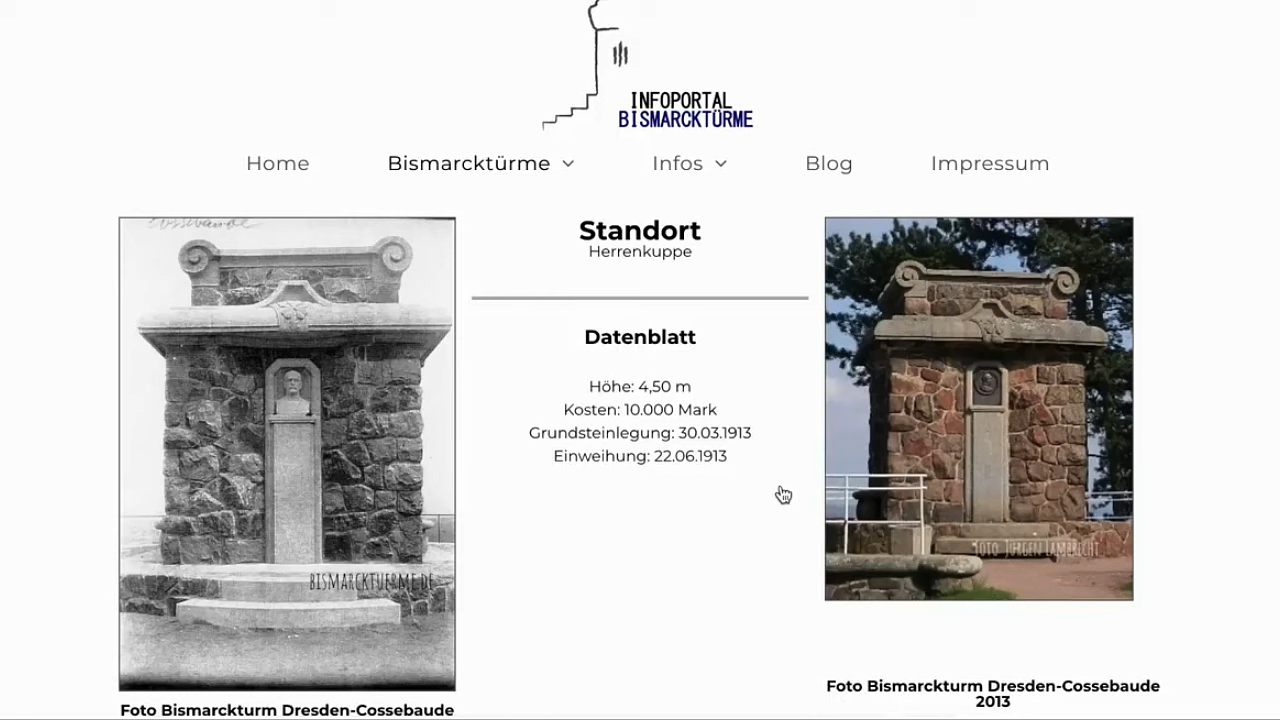 INFOPORTAL
BISMARCKTÜRME
Home
Bismarcktürme
Infos
Blog
Impressum
Cossebaude
BISMARCKTUERME.DE
Foto Bismarckturm Dresden-Cossebaude
Standort
Herrenkuppe
Datenblatt
Höhe: 4,50 m
Kosten: 10.000 Mark
Grundsteinlegung: 30.03.1913
Einweihung: 22.06.1913
FOTO JÜRGEN LAMBRECHT
Foto Bismarckturm Dresden-Cossebaude
2013